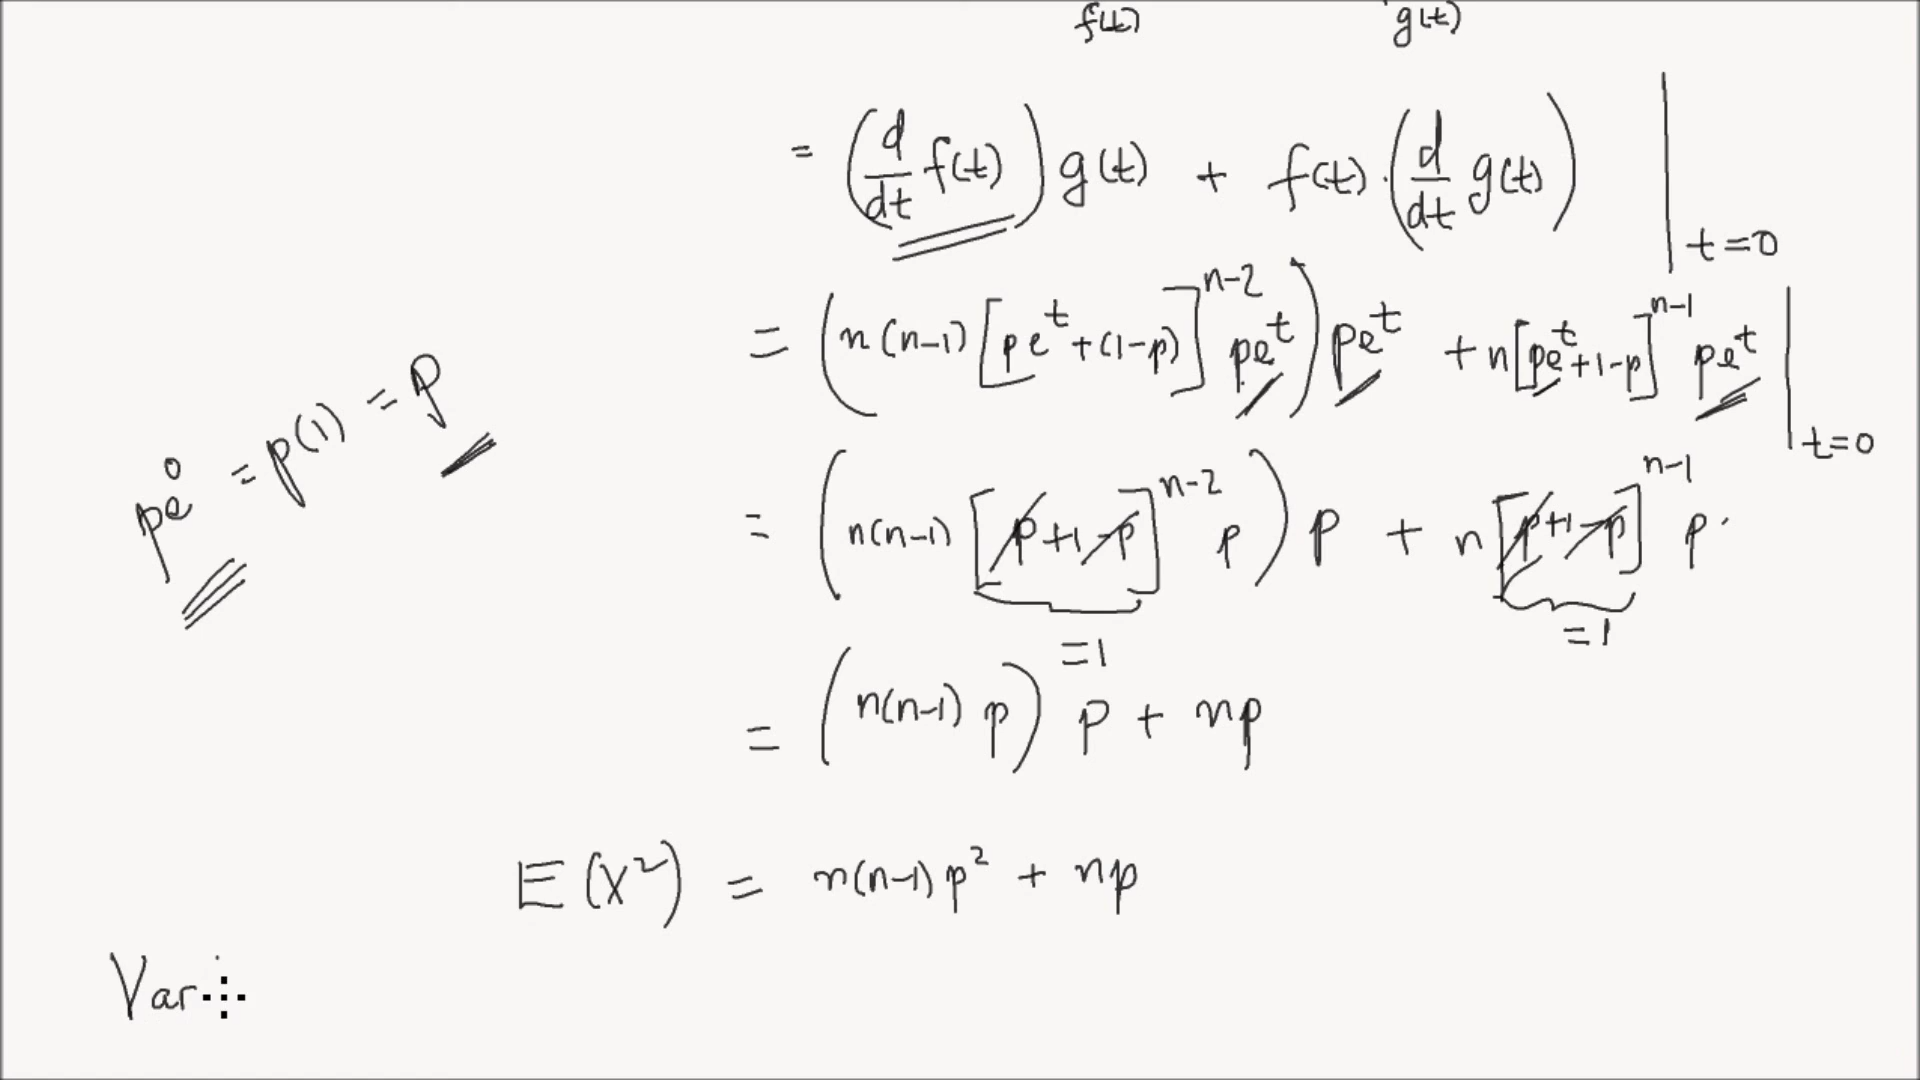 f(t) g(t)
= (d/dt f(t)) g(t) + f(t) · (d/dt g(t)) | t=0
= (n(n-1) [pe^t + (1-p)]^{n-2} pe^t) pe^t + n[pe^t + 1-p]^{n-1} pe^t | t=0
pe^0 = p(1) = p
= (n(n-1) [p+1-p]^{n-2} p) p + n[p+1-p]^{n-1} p ·
=1 =1
= (n(n-1) p) p + np
E(X^2) = n(n-1)p^2 + np
Var